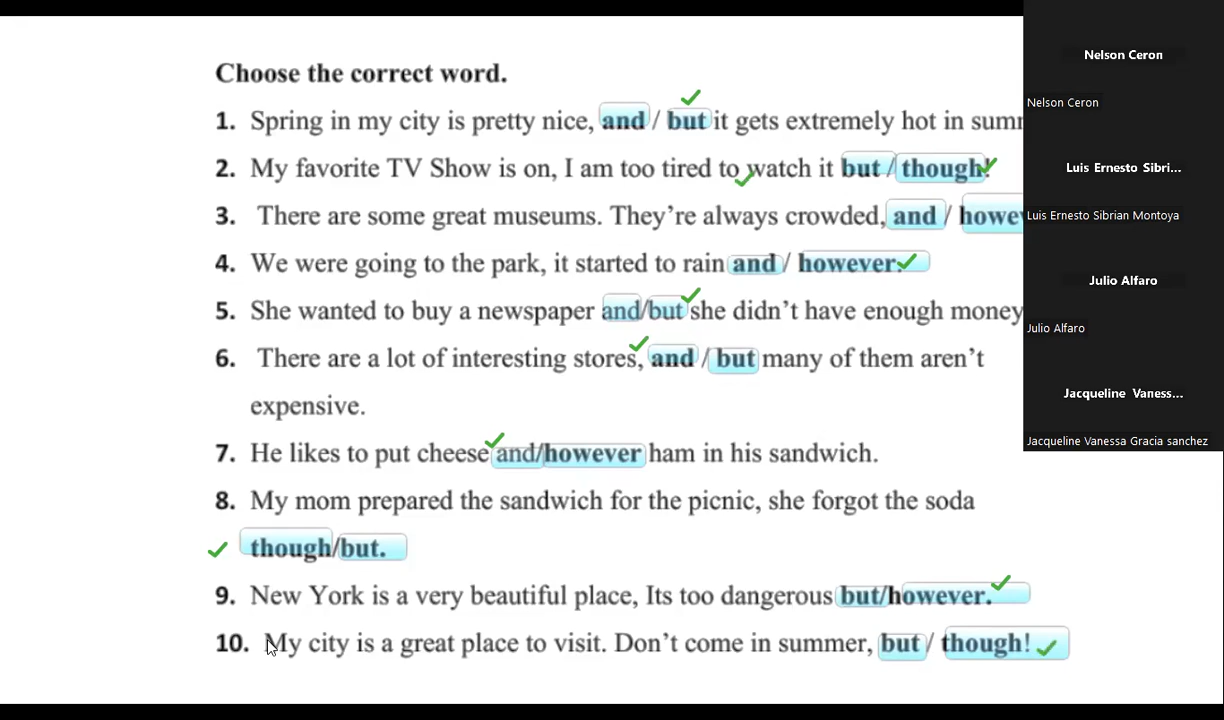 Choose the correct word.
1. Spring in my city is pretty nice, and / but it gets extremely hot in sum
2. My favorite TV Show is on, I am too tired to watch it but / though!
3. There are some great museums. They're always crowded, and / howe
4. We were going to the park, it started to rain and / however.
5. She wanted to buy a newspaper and/but she didn't have enough money
6. There are a lot of interesting stores, and / but many of them aren't
expensive.
7. He likes to put cheese and/however ham in his sandwich.
8. My mom prepared the sandwich for the picnic, she forgot the soda
though/but.
9. New York is a very beautiful place, Its too dangerous but/however.
10. My city is a great place to visit. Don't come in summer, but / though!
Nelson Ceron
Nelson Ceron
Luis Ernesto Sibri...
Luis Ernesto Sibrian Montoya
Julio Alfaro
Julio Alfaro
Jacqueline Vaness...
Jacqueline Vanessa Gracia sanchez